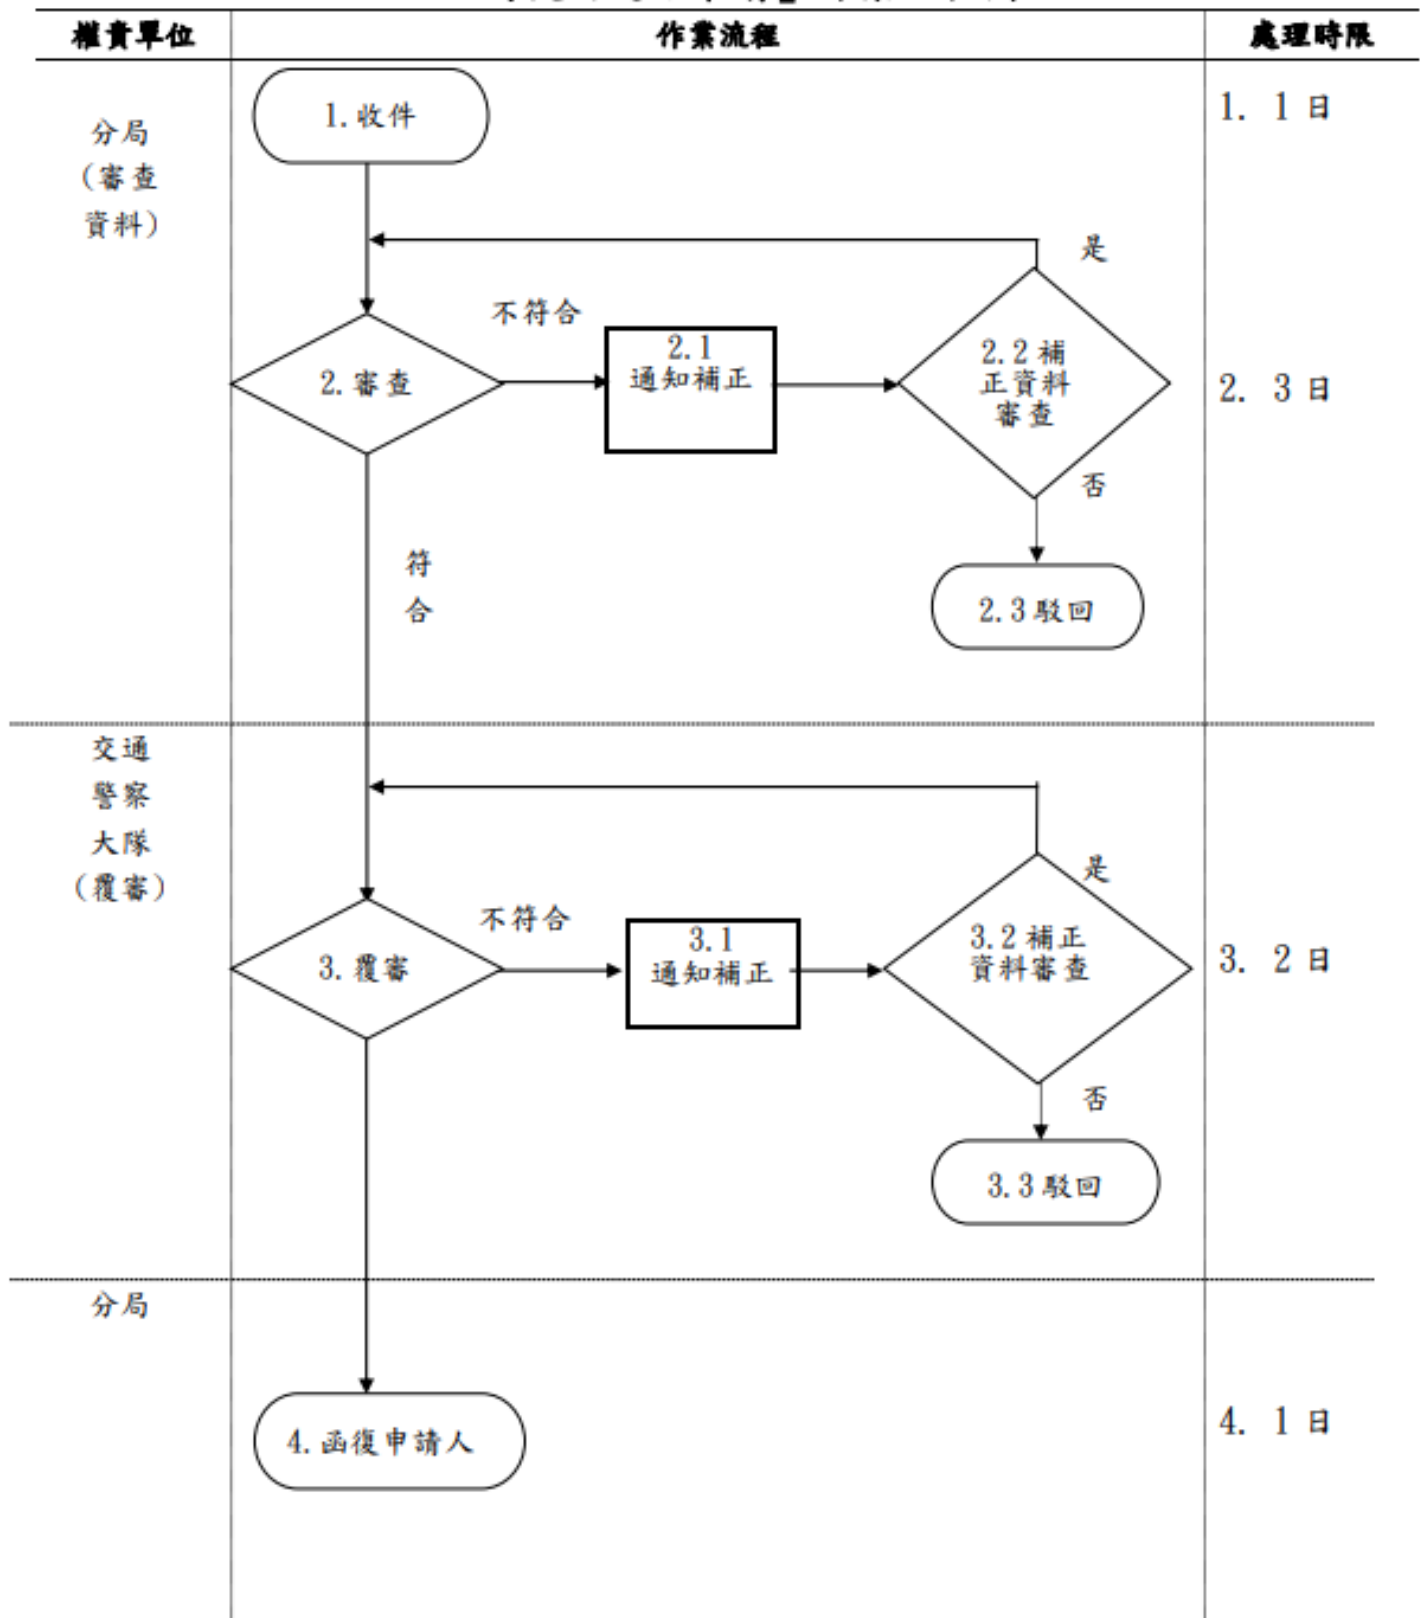 權責單位
作業流程
處理時限
分局
(審查
資料)
1.收件
1. 1日
是
不符合
2.審查
2.1
通知補正
2.2補
正資料
審查
2. 3日
否
符
合
2.3駁回
交通
警察
大隊
(覆審)
是
不符合
3.覆審
3.1
通知補正
3.2補正
資料審查
3. 2日
否
3.3駁回
分局
4.函復申請人
4. 1日